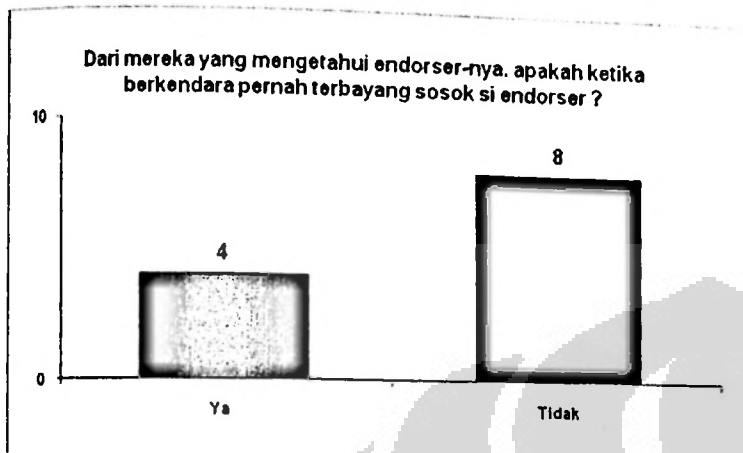 Dari mereka yang mengetahui endorser-nya. apakah ketika
berkendara pernah terbayang sosok si endorser ?
10
8
4
0
Ya
Tidak